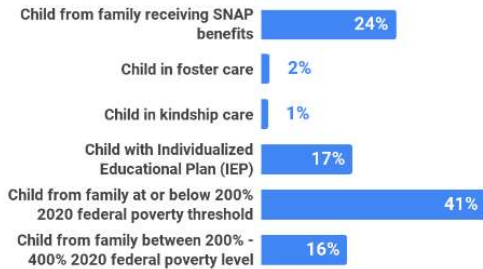 Child from family receiving SNAP
benefits
24%
Child in foster care
2%
Child in kindship care
1%
Child with Individualized
Educational Plan (IEP)
17%
Child from family at or below 200%
2020 federal poverty threshold
41%
Child from family between 200% -
400% 2020 federal poverty level
16%